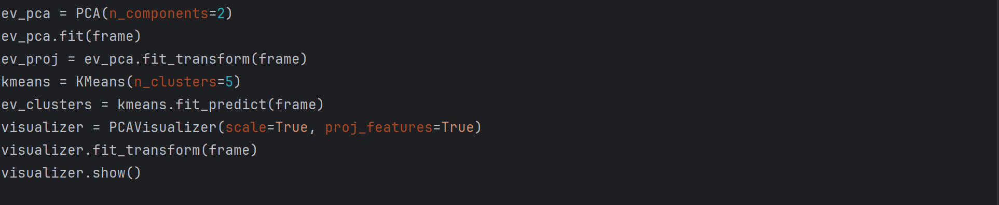 ev_pca = PCA(n_components=2)
ev_pca.fit(frame)
ev_proj = ev_pca.fit_transform(frame)
kmeans = KMeans(n_clusters=5)
ev_clusters = kmeans.fit_predict(frame)
visualizer = PCAVisualizer(scale=True, proj_features=True)
visualizer.fit_transform(frame)
visualizer.show()